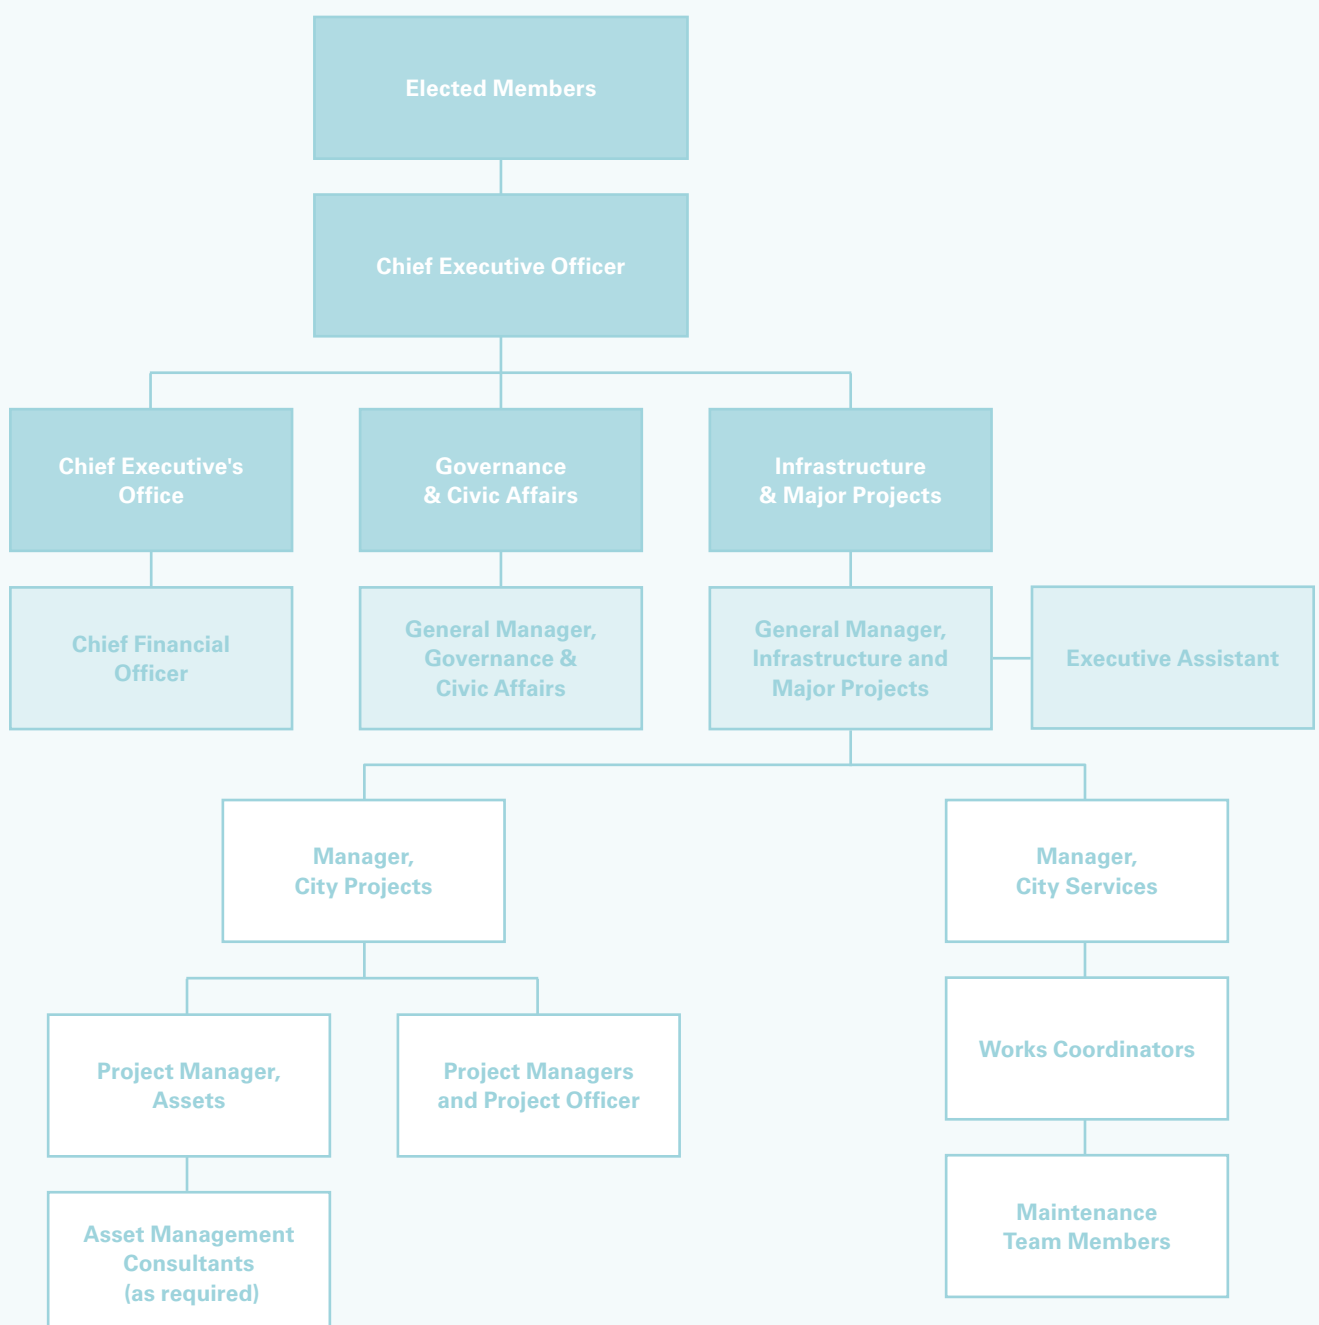 Elected Members
Chief Executive Officer
Chief Executive's
Office
Governance
& Civic Affairs
Infrastructure
& Major Projects
Chief Financial
Officer
General Manager,
Governance &
Civic Affairs
General Manager,
Infrastructure and
Major Projects
Executive Assistant
Manager,
City Projects
Manager,
City Services
Project Manager,
Assets
Project Managers
and Project Officer
Works Coordinators
Asset Management
Consultants
(as required)
Maintenance
Team Members